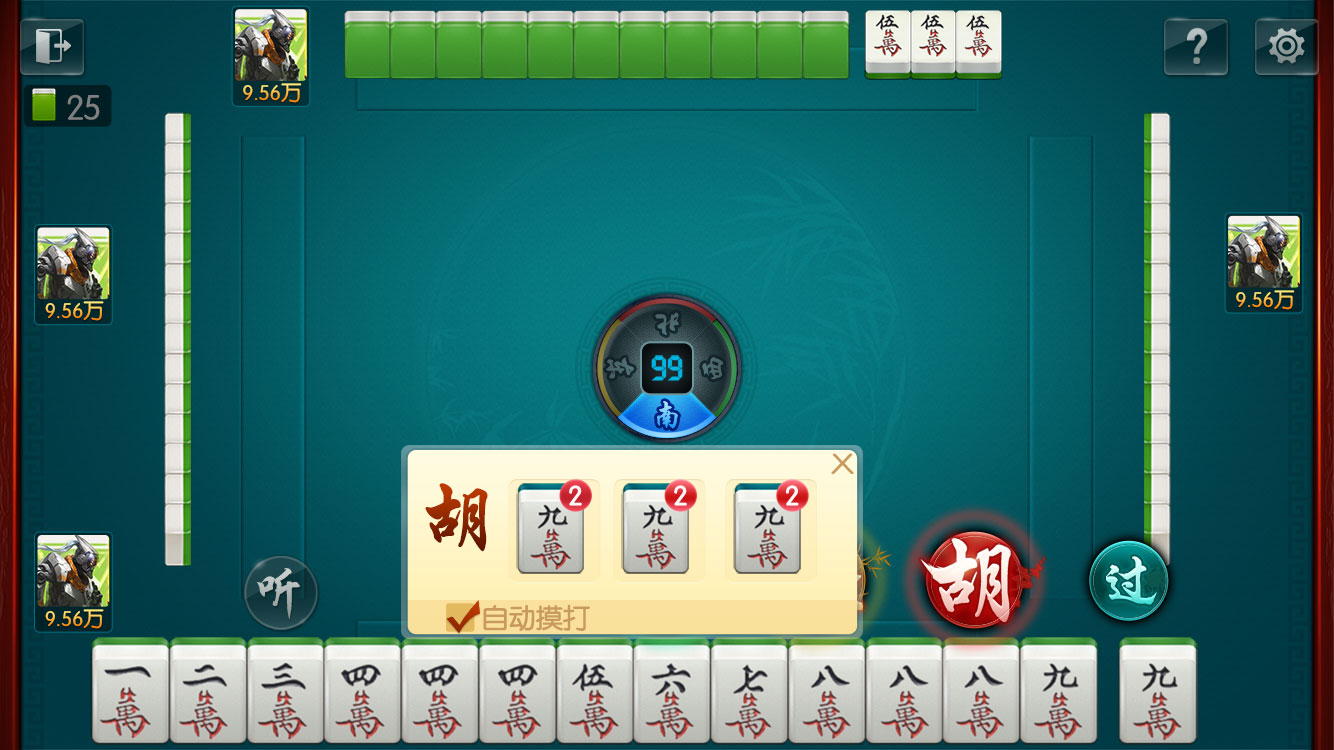 9.56万
伍萬 伍萬 伍萬
?
25
9.56万
9.56万
北
东 99 西
南
胡 九萬 2 九萬 2 九萬 2
自动摸打
听 胡 过
9.56万
一萬 二萬 三萬 四萬 四萬 四萬 伍萬 六萬 七萬 八萬 八萬 八萬 九萬 九萬